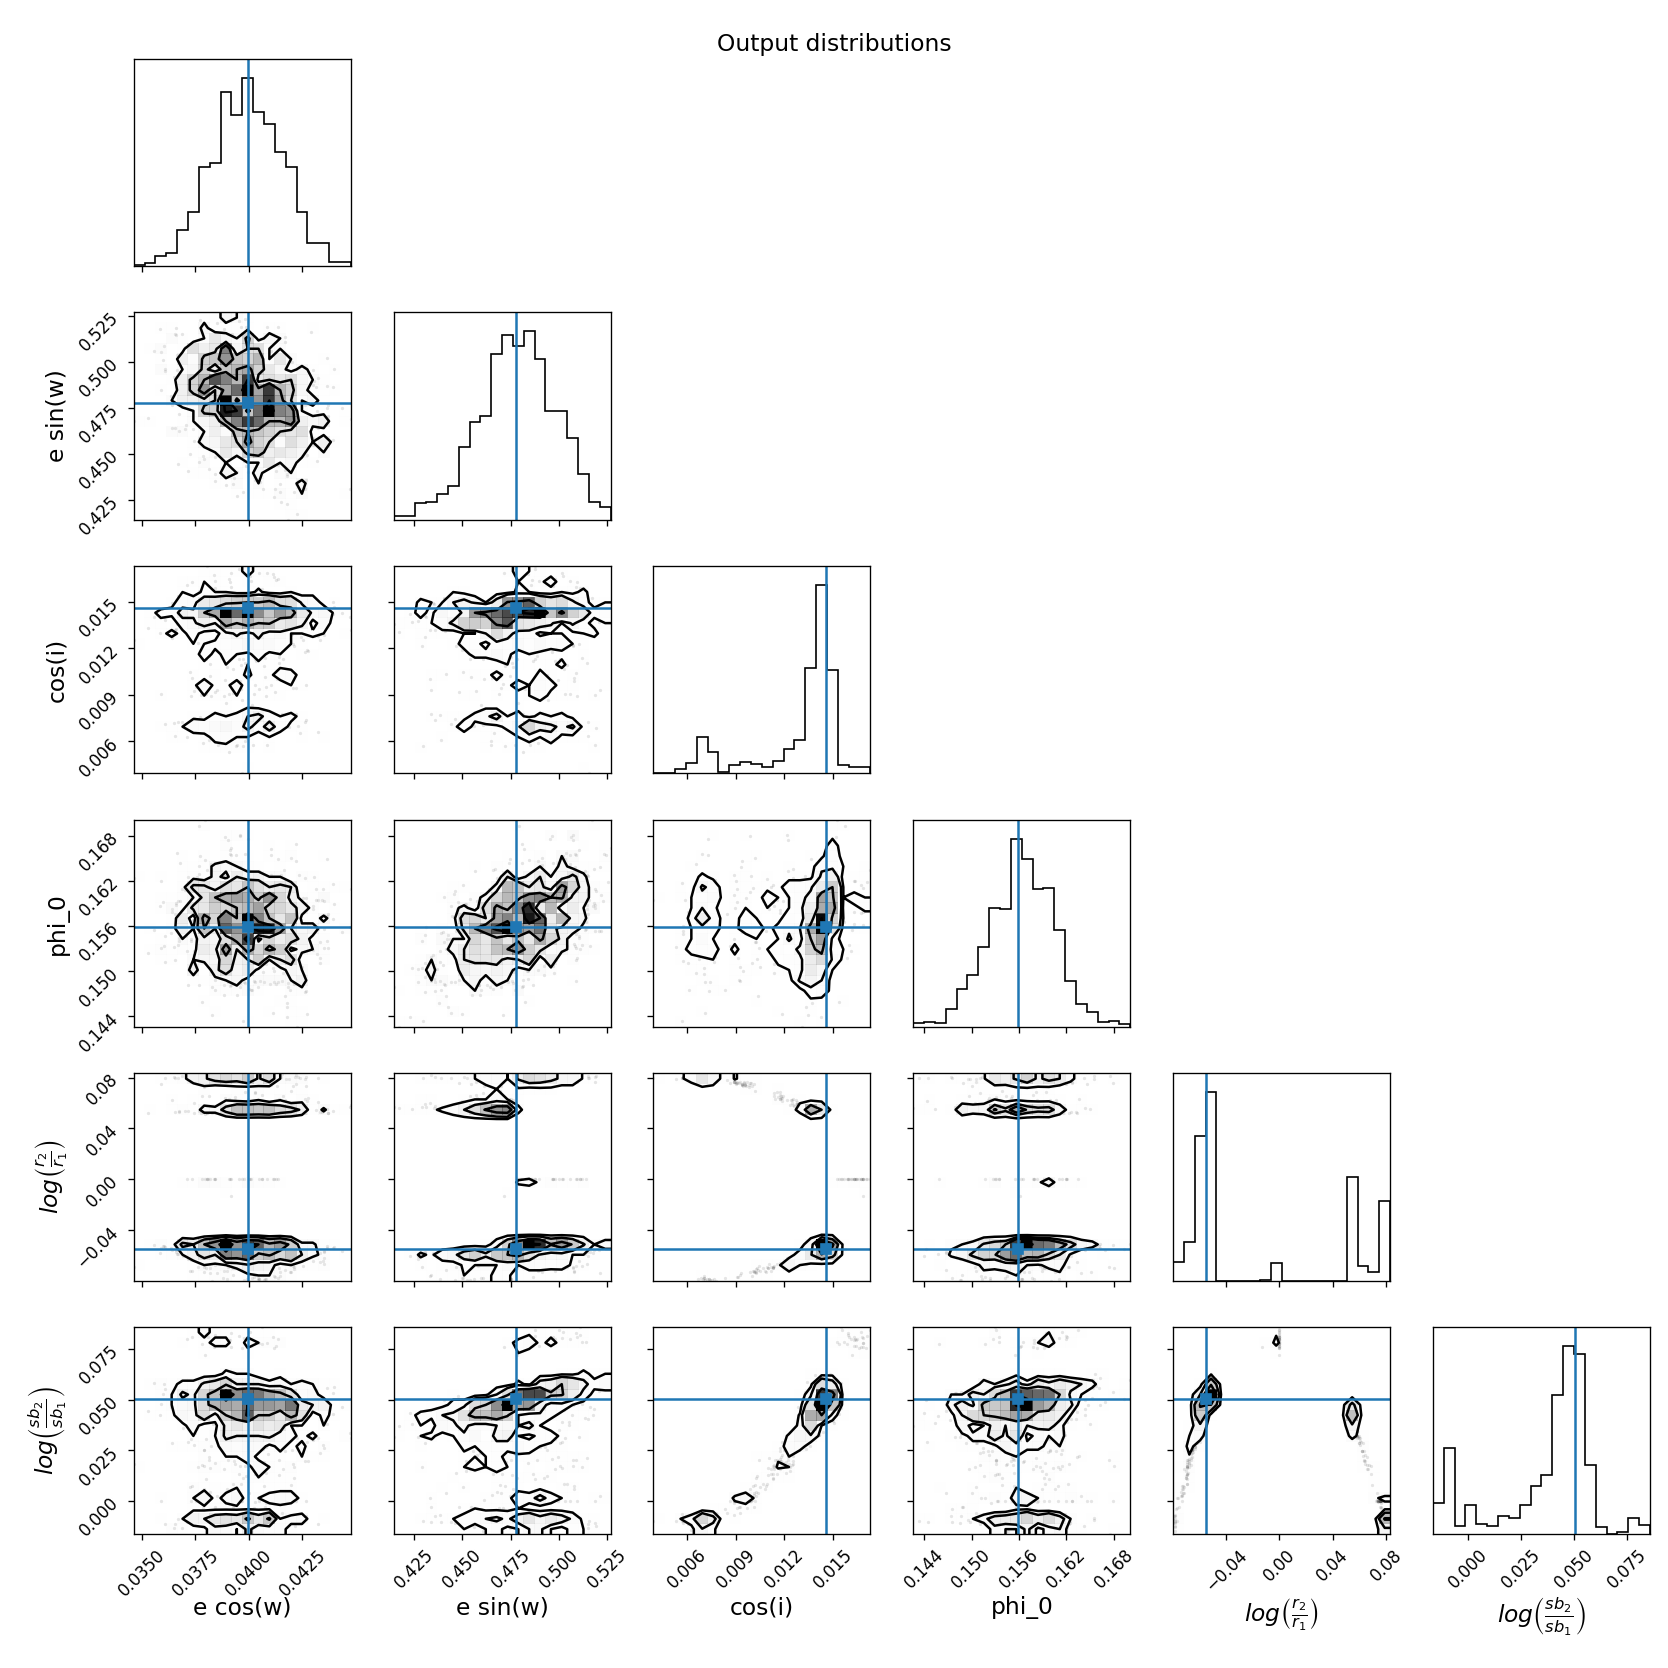 Output distributions
e sin(w)
0.525
0.500
0.475
0.450
0.425
cos(i)
0.015
0.012
0.009
0.006
phi_0
0.168
0.162
0.156
0.150
0.144
log(r₂/r₁)
0.08
0.04
0.00
−0.04
log(sb₂/sb₁)
0.075
0.050
0.025
0.000
0.0350 0.0375 0.0400 0.0425
e cos(w)
0.425 0.450 0.475 0.500 0.525
e sin(w)
0.006 0.009 0.012 0.015
cos(i)
0.144 0.150 0.156 0.162 0.168
phi_0
−0.04 0.00 0.04 0.08
log(r₂/r₁)
0.000 0.025 0.050 0.075
log(sb₂/sb₁)